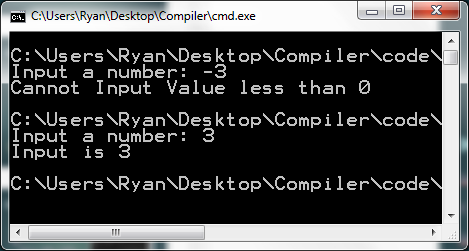 C:\Users\Ryan\Desktop\Compiler\cmd.exe
C:\Users\Ryan\Desktop\Compiler\code\
Input a number: -3
Cannot Input Value less than 0
C:\Users\Ryan\Desktop\Compiler\code\
Input a number: 3
Input is 3
C:\Users\Ryan\Desktop\Compiler\code\